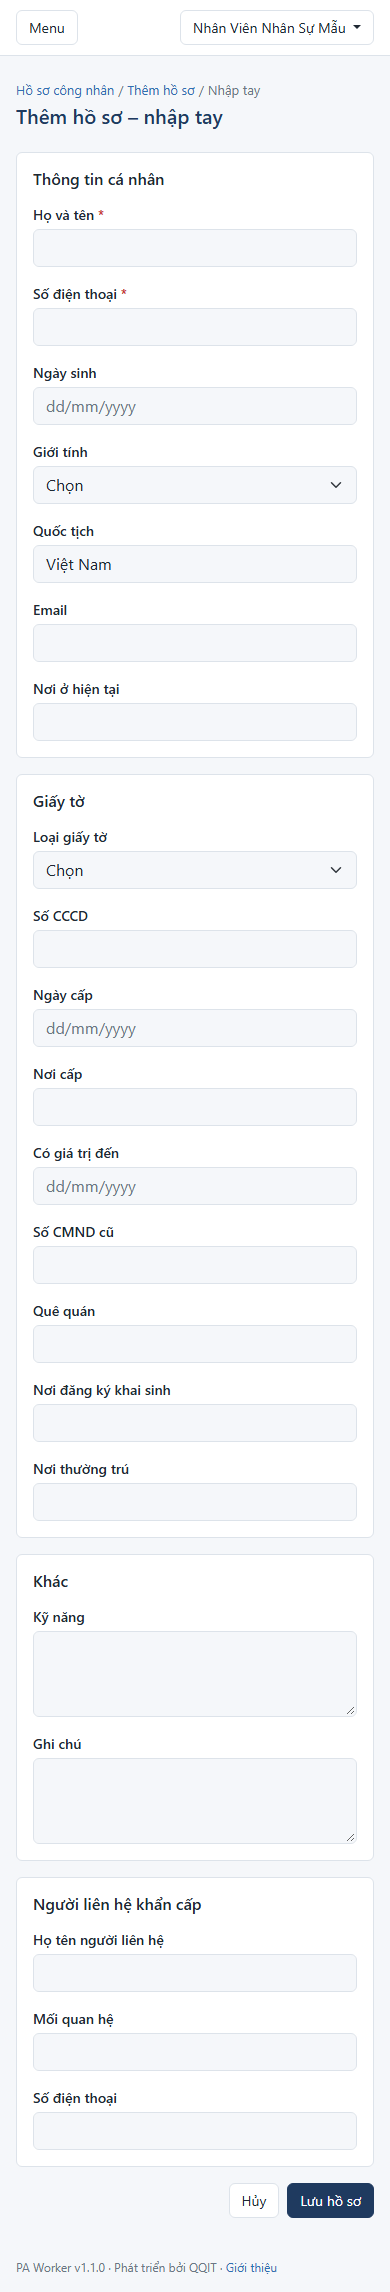 Menu
Nhân Viên Nhân Sự Mẫu
Hồ sơ công nhân / Thêm hồ sơ / Nhập tay
Thêm hồ sơ – nhập tay
Thông tin cá nhân
Họ và tên *
Số điện thoại *
Ngày sinh
dd/mm/yyyy
Giới tính
Chọn
Quốc tịch
Việt Nam
Email
Nơi ở hiện tại
Giấy tờ
Loại giấy tờ
Chọn
Số CCCD
Ngày cấp
dd/mm/yyyy
Nơi cấp
Có giá trị đến
dd/mm/yyyy
Số CMND cũ
Quê quán
Nơi đăng ký khai sinh
Nơi thường trú
Khác
Kỹ năng
Ghi chú
Người liên hệ khẩn cấp
Họ tên người liên hệ
Mối quan hệ
Số điện thoại
Hủy
Lưu hồ sơ
PA Worker v1.1.0 · Phát triển bởi QQIT · Giới thiệu